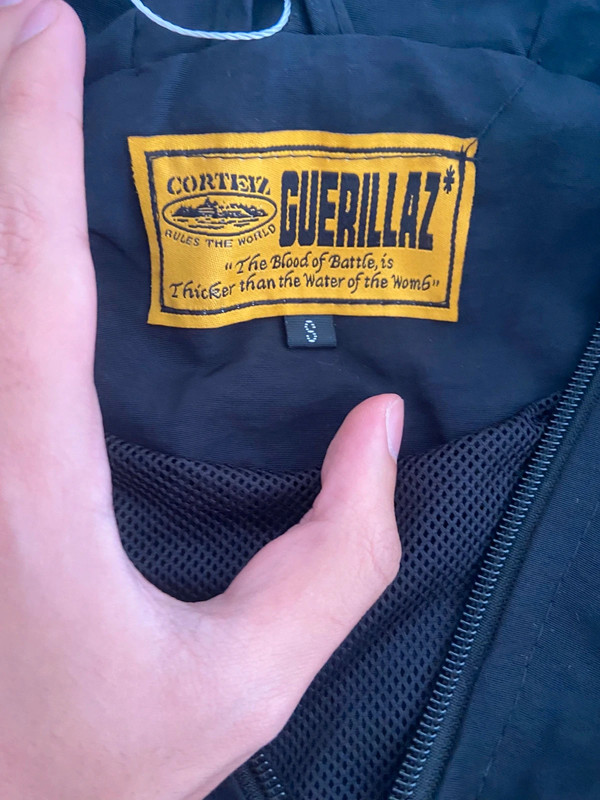 CORTEIZ
RULES THE WORLD
GUERILLAZ*
"The Blood of Battle, is
Thicker than the Water of the Womb"
S